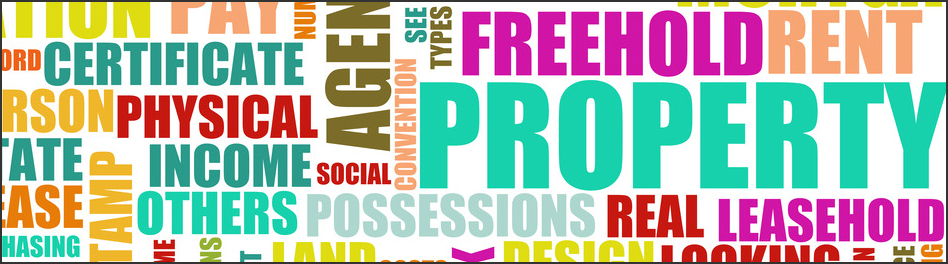 PAY
SEE
TYPES
FREEHOLD
RENT
CERTIFICATE
AGEN
CONVENTION
PROPERTY
PHYSICAL
INCOME
SOCIAL
OTHERS
POSSESSIONS
REAL
LEASEHOLD
TATE
EASE
TAMP
HASING
RSON
ORD
NUM
LAND
DESIGN
LOOKING